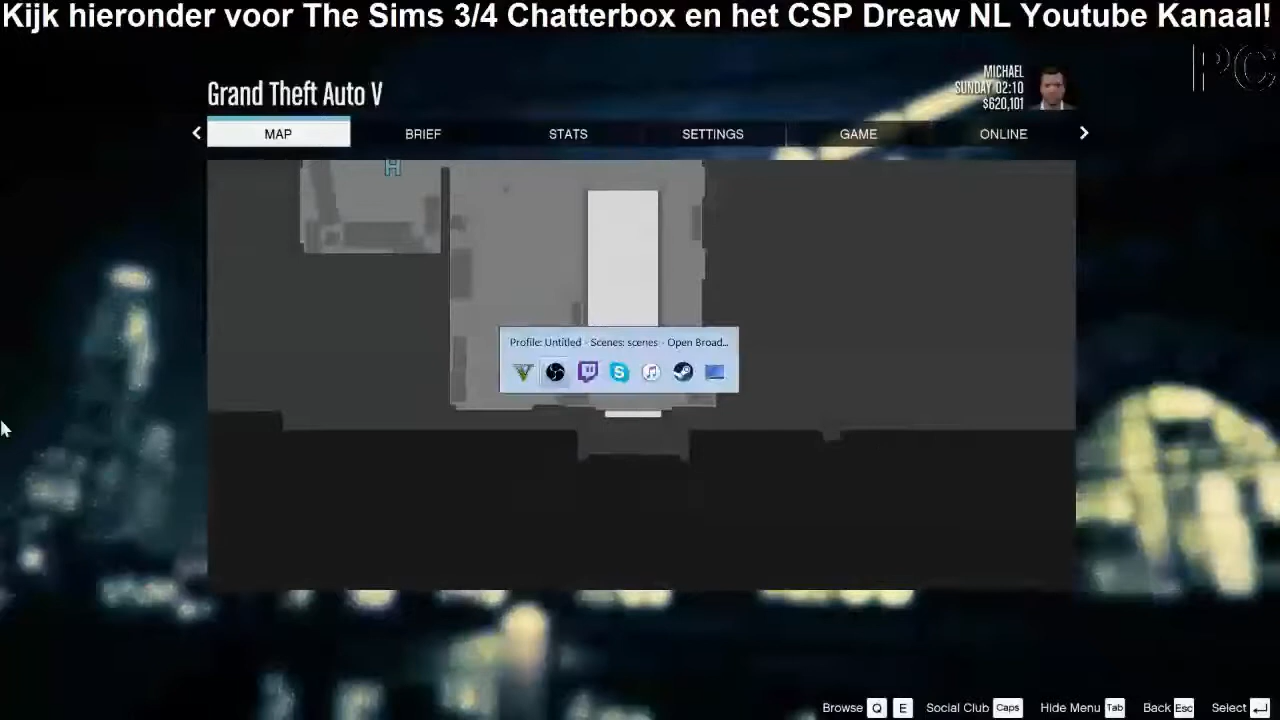 Kijk hieronder voor The Sims 3/4 Chatterbox en het CSP Dreaw NL Youtube Kanaal!
PC
Grand Theft Auto V
MICHAEL
SUNDAY 02:10
$620,101
MAP BRIEF STATS SETTINGS GAME ONLINE
H
Profile: Untitled - Scenes: scenes - Open Broad...
Browse Q E Social Club Caps Hide Menu Tab Back Esc Select